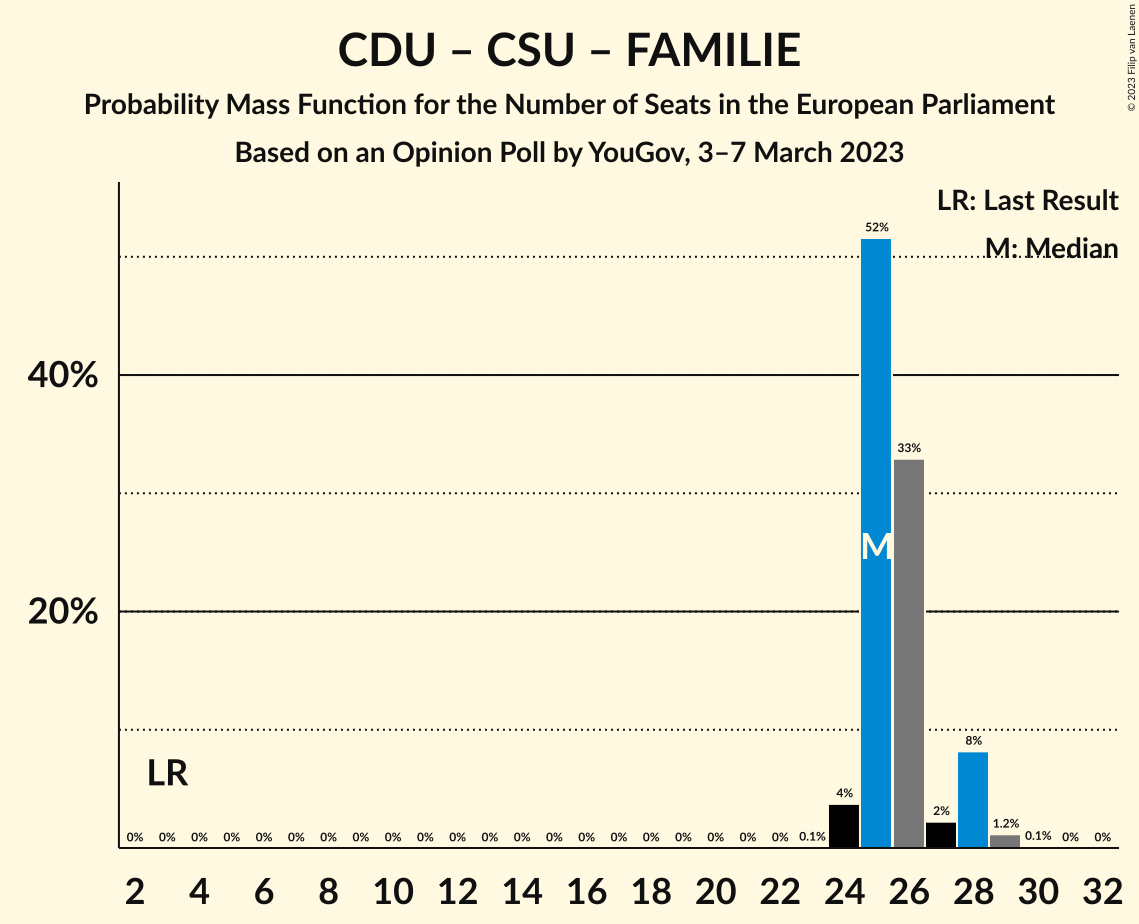 CDU – CSU – FAMILIE
Probability Mass Function for the Number of Seats in the European Parliament
Based on an Opinion Poll by YouGov, 3–7 March 2023
© 2023 Filip van Laenen
LR: Last Result
M: Median
52%
40%
33%
M
20%
8%
LR
4%
2%
1.2%
0% 0% 0% 0% 0% 0% 0% 0% 0% 0% 0% 0% 0% 0% 0% 0% 0% 0% 0% 0% 0% 0.1% 0.1% 0% 0%
2 4 6 8 10 12 14 16 18 20 22 24 26 28 30 32